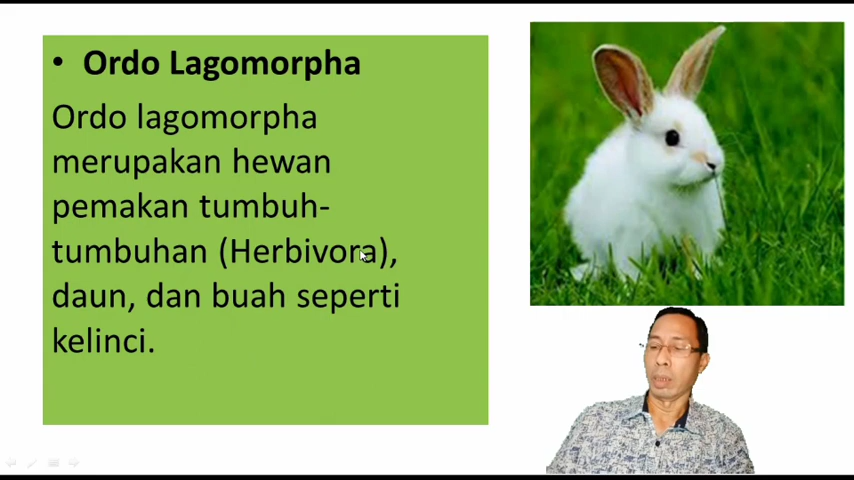 • Ordo Lagomorpha
Ordo lagomorpha
merupakan hewan
pemakan tumbuh-
tumbuhan (Herbivora),
daun, dan buah seperti
kelinci.